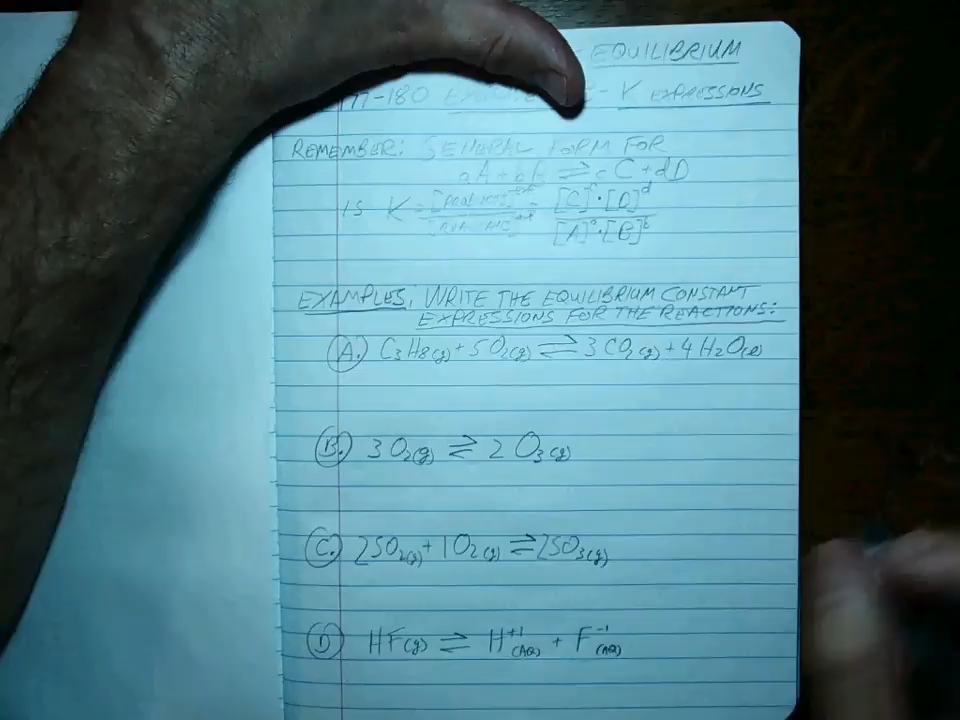 EQUILIBRIUM
K EXPRESSIONS
REMEMBER: GENERAL FORM FOR
aA + bB ⇌ cC + dD
IS K = [PRODUCTS] = [C]ᶜ·[D]ᵈ
[A]ᵃ·[B]ᵇ
EXAMPLES: WRITE THE EQUILIBRIUM CONSTANT
EXPRESSIONS FOR THE REACTIONS:
A. C₃H₈(g) + 5O₂(g) ⇌ 3CO₂(g) + 4H₂O(l)
B. 3O₂(g) ⇌ 2O₃(g)
C. 2SO₂(g) + 1O₂(g) ⇌ 2SO₃(g)
D HF(g) ⇌ H⁺¹(AQ) + F⁻¹(AQ)